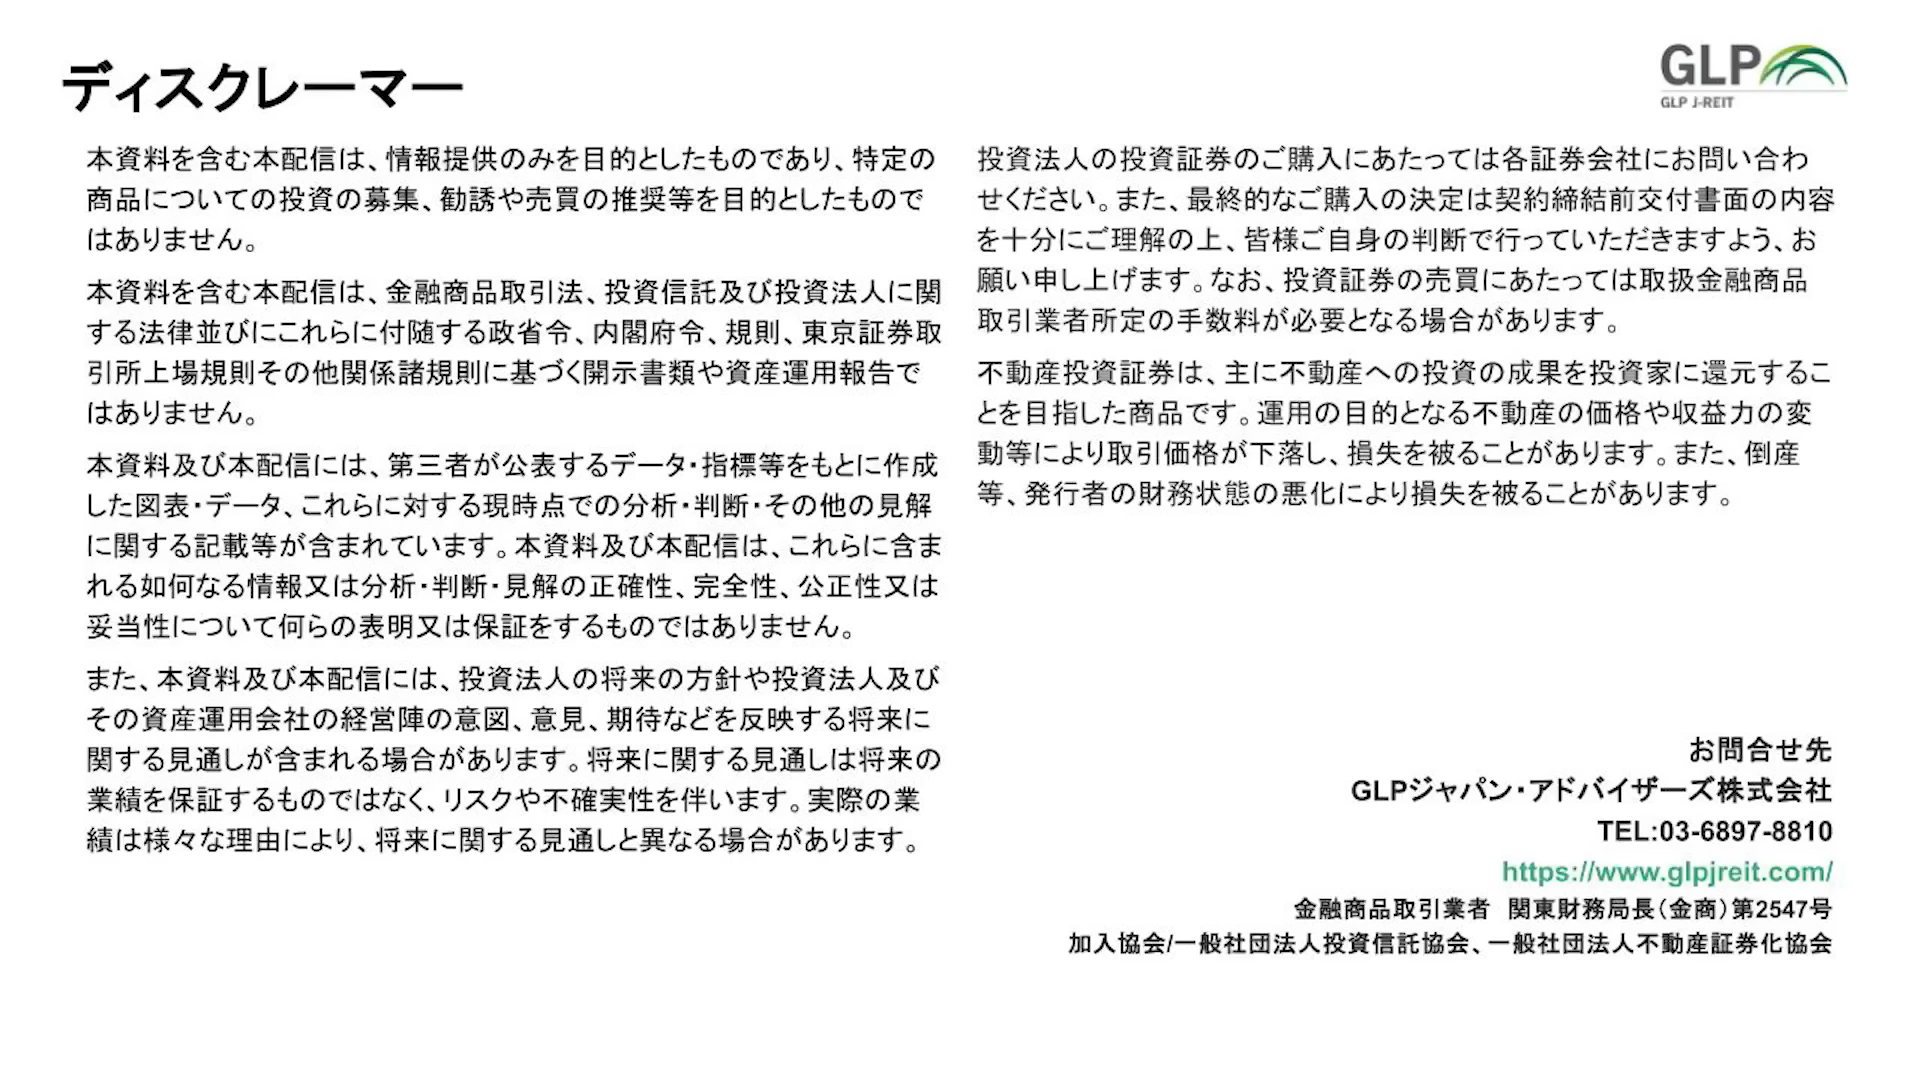 ディスクレーマー
GLP
GLP J-REIT
本資料を含む本配信は、情報提供のみを目的としたものであり、特定の
商品についての投資の募集、勧誘や売買の推奨等を目的としたもので
はありません。
本資料を含む本配信は、金融商品取引法、投資信託及び投資法人に関
する法律並びにこれらに付随する政省令、内閣府令、規則、東京証券取
引所上場規則その他関係諸規則に基づく開示書類や資産運用報告で
はありません。
本資料及び本配信には、第三者が公表するデータ・指標等をもとに作成
した図表・データ、これらに対する現時点での分析・判断・その他の見解
に関する記載等が含まれています。本資料及び本配信は、これらに含ま
れる如何なる情報又は分析・判断・見解の正確性、完全性、公正性又は
妥当性について何らの表明又は保証をするものではありません。
また、本資料及び本配信には、投資法人の将来の方針や投資法人及び
その資産運用会社の経営陣の意図、意見、期待などを反映する将来に
関する見通しが含まれる場合があります。将来に関する見通しは将来の
業績を保証するものではなく、リスクや不確実性を伴います。実際の業
績は様々な理由により、将来に関する見通しと異なる場合があります。
投資法人の投資証券のご購入にあたっては各証券会社にお問い合わ
せください。また、最終的なご購入の決定は契約締結前交付書面の内容
を十分にご理解の上、皆様ご自身の判断で行っていただきますよう、お
願い申し上げます。なお、投資証券の売買にあたっては取扱金融商品
取引業者所定の手数料が必要となる場合があります。
不動産投資証券は、主に不動産への投資の成果を投資家に還元するこ
とを目指した商品です。運用の目的となる不動産の価格や収益力の変
動等により取引価格が下落し、損失を被ることがあります。また、倒産
等、発行者の財務状態の悪化により損失を被ることがあります。
お問合せ先
GLPジャパン・アドバイザーズ株式会社
TEL:03-6897-8810
https://www.glpjreit.com/
金融商品取引業者　関東財務局長（金商）第2547号
加入協会/一般社団法人投資信託協会、一般社団法人不動産証券化協会